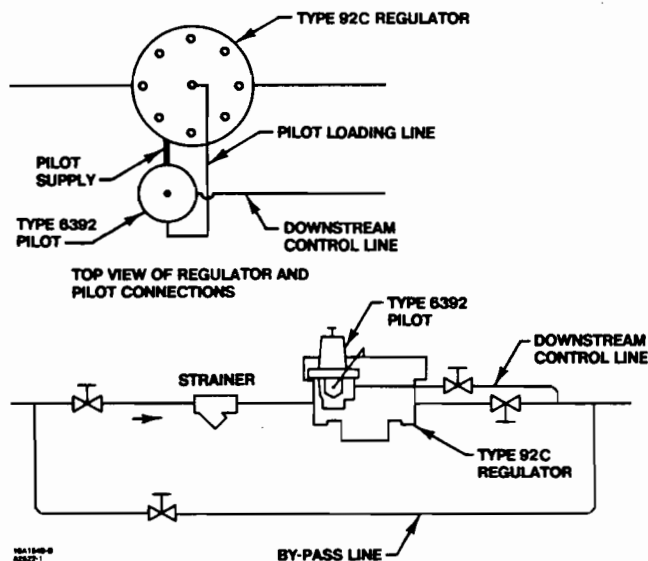 TYPE 92C REGULATOR
PILOT LOADING LINE
PILOT
SUPPLY
TYPE 6392
PILOT
DOWNSTREAM
CONTROL LINE
TOP VIEW OF REGULATOR AND
PILOT CONNECTIONS
TYPE 6392
PILOT
DOWNSTREAM
CONTROL LINE
STRAINER
TYPE 92C
REGULATOR
BY-PASS LINE